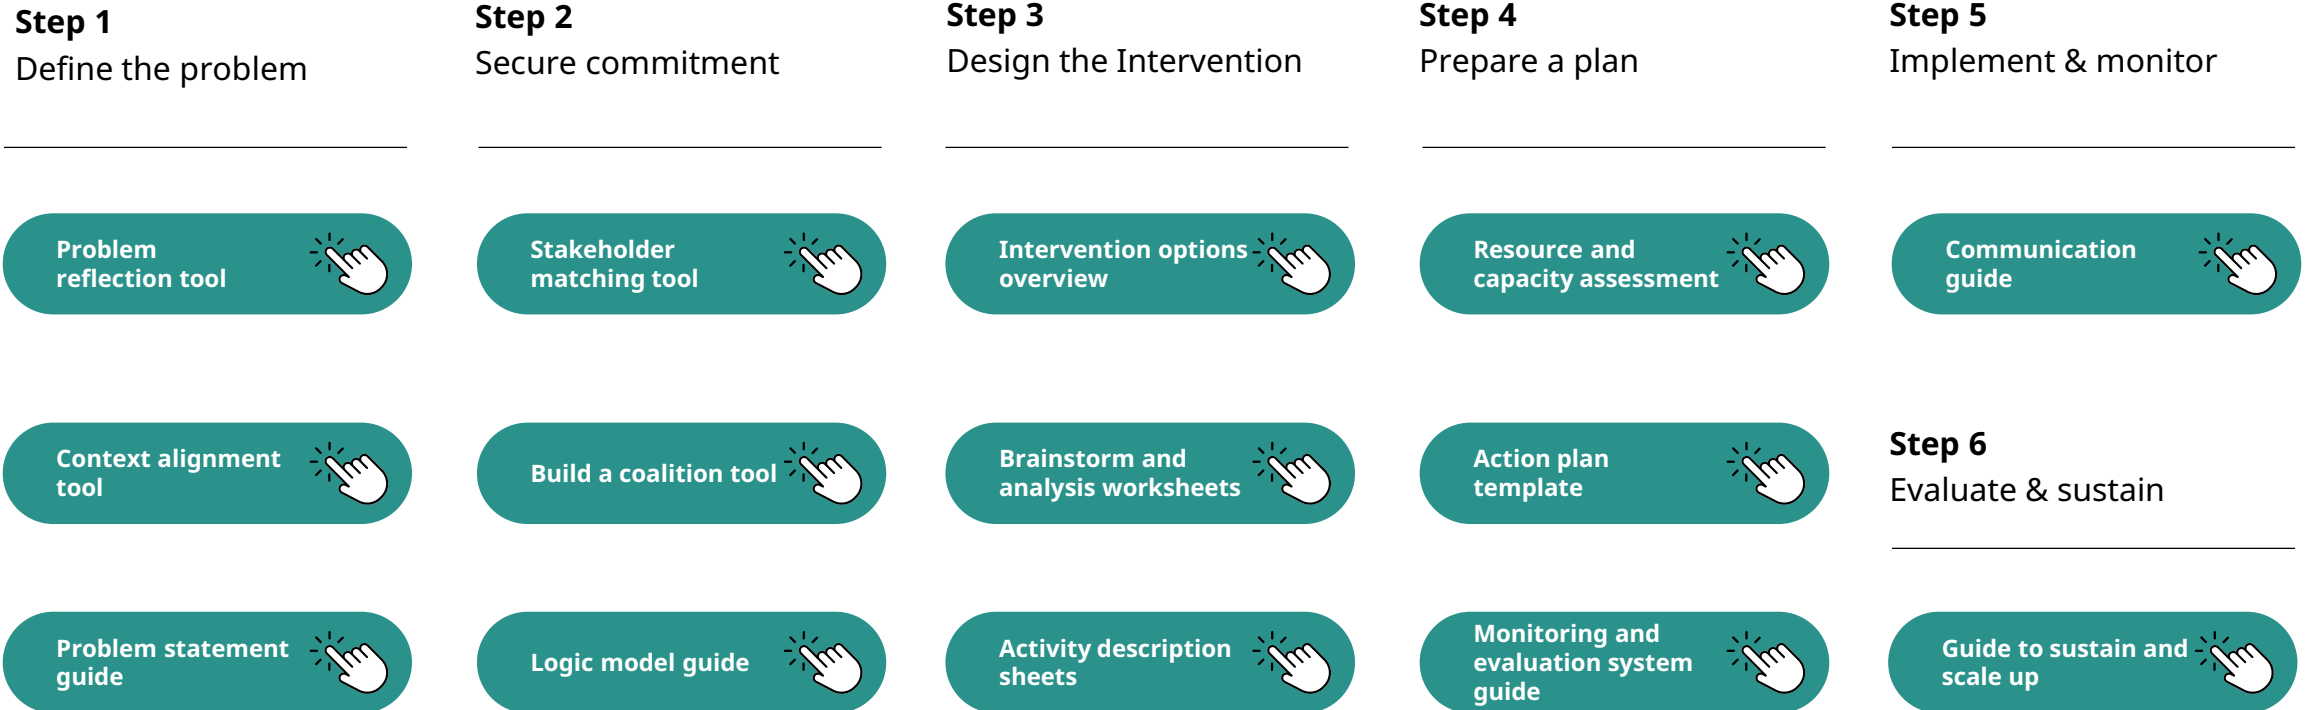 Step 1
Define the problem
Problem
reflection tool
Context alignment
tool
Problem statement
guide
Step 2
Secure commitment
Stakeholder
matching tool
Build a coalition tool
Logic model guide
Step 3
Design the Intervention
Intervention options
overview
Brainstorm and
analysis worksheets
Activity description
sheets
Step 4
Prepare a plan
Resource and
capacity assessment
Action plan
template
Monitoring and
evaluation system
guide
Step 5
Implement & monitor
Communication
guide
Step 6
Evaluate & sustain
Guide to sustain and
scale up